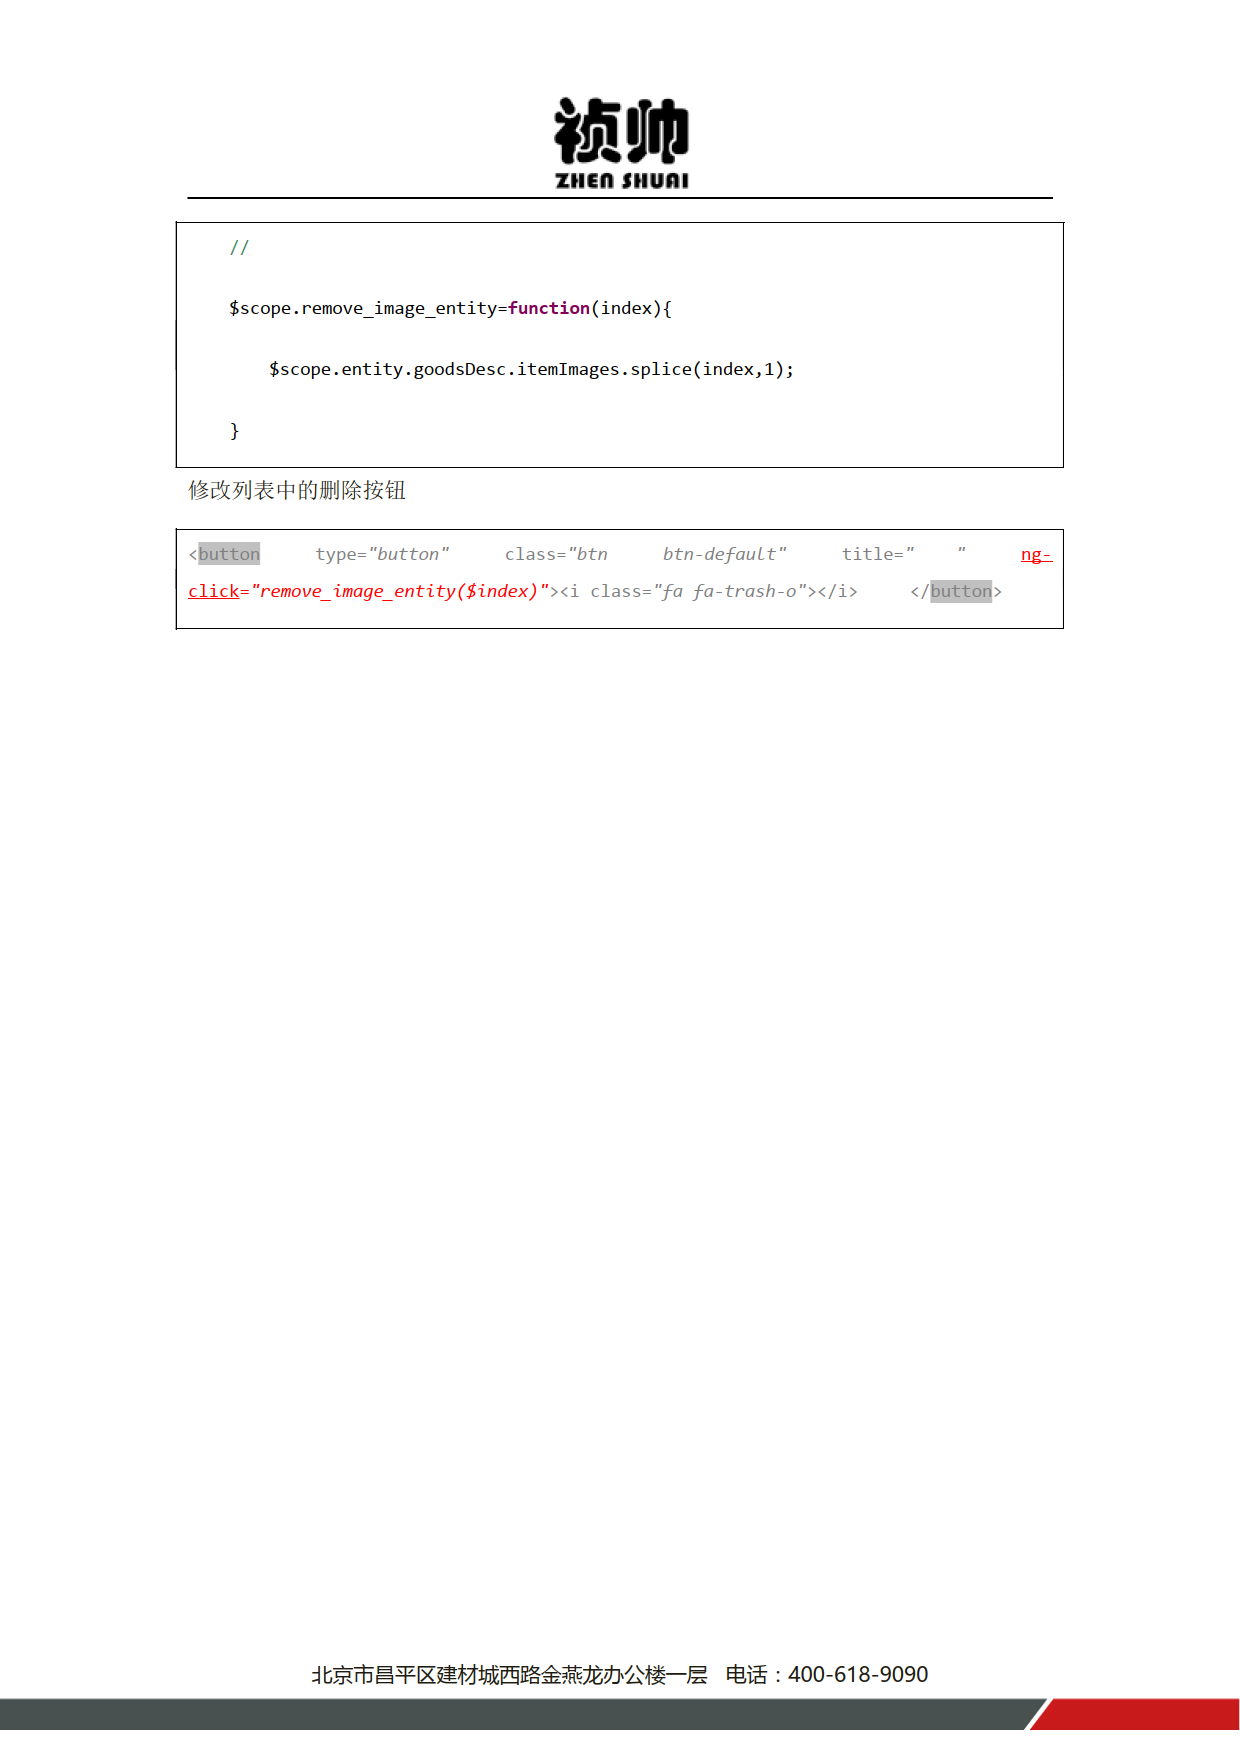 祯帅
ZHEN SHUAI
//
$scope.remove_image_entity=function(index){
$scope.entity.goodsDesc.itemImages.splice(index,1);
}
修改列表中的删除按钮
<button type="button" class="btn btn-default" title=" " ng-
click="remove_image_entity($index)"><i class="fa fa-trash-o"></i> </button>
北京市昌平区建材城西路金燕龙办公楼一层 电话：400-618-9090